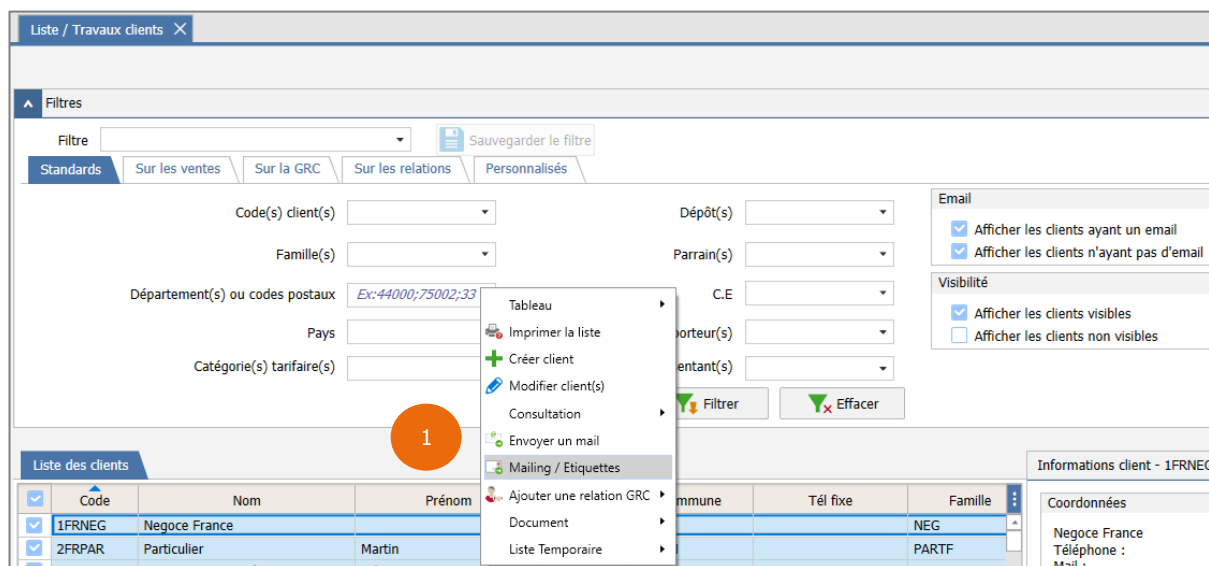 Liste / Travaux clients
Filtres
Filtre
Sauvegarder le filtre
Standards
Sur les ventes
Sur la GRC
Sur les relations
Personnalisés
Code(s) client(s)
Famille(s)
Département(s) ou codes postaux
Ex:44000;75002;33
Pays
Catégorie(s) tarifaire(s)
Dépôt(s)
Parrain(s)
C.E
porteur(s)
entant(s)
Filtrer
Effacer
Email
Afficher les clients ayant un email
Afficher les clients n'ayant pas d'email
Visibilité
Afficher les clients visibles
Afficher les clients non visibles
Tableau
Imprimer la liste
Créer client
Modifier client(s)
Consultation
Envoyer un mail
Mailing / Etiquettes
Ajouter une relation GRC
Document
Liste Temporaire
1
Liste des clients
Code Nom Prénom mmune Tél fixe Famille
1FRNEG Negoce France NEG
2FRPAR Particulier Martin PARTF
Informations client - 1FRNEG
Coordonnées
Negoce France
Téléphone :
Mail :